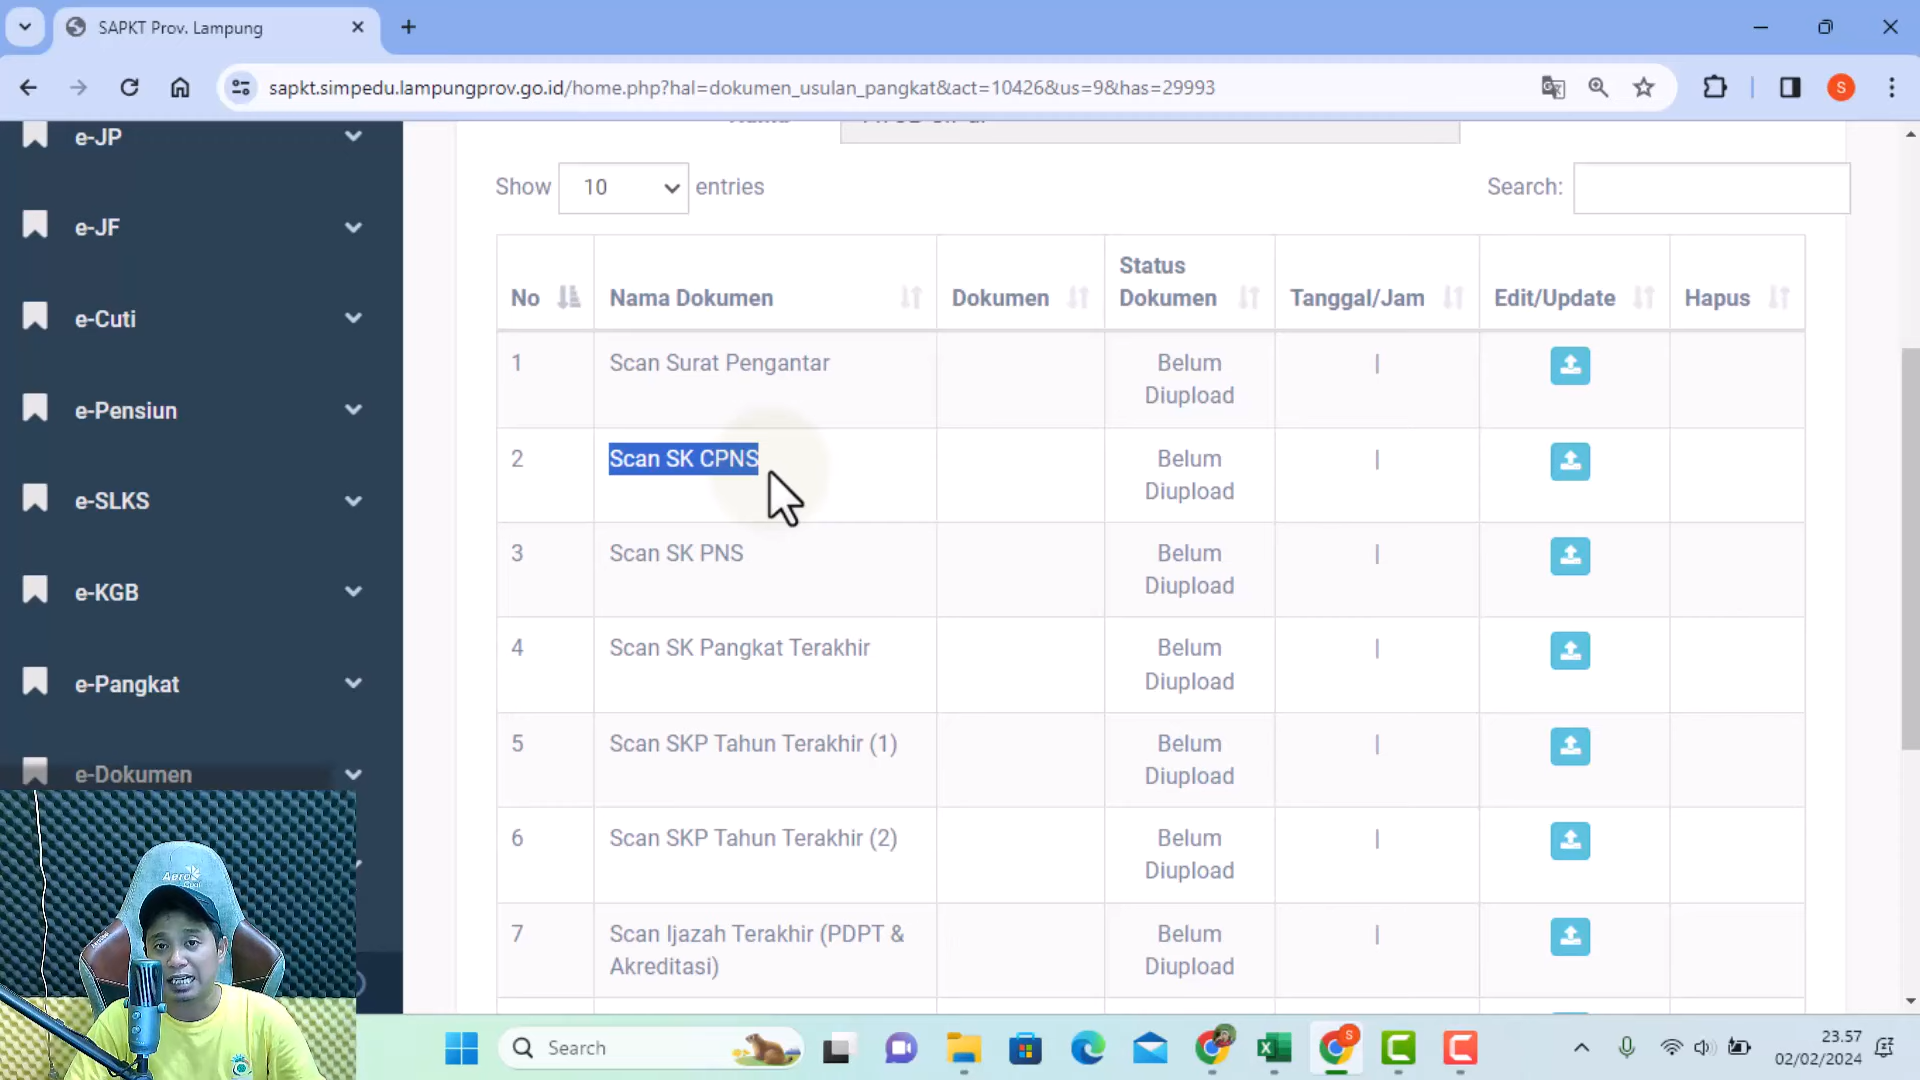 SAPKT Prov. Lampung
sapkt.simpedu.lampungprov.go.id/home.php?hal=dokumen_usulan_pangkat&act=10426&us=9&has=29993
S
e-JP
e-JF
e-Cuti
e-Pensiun
e-SLKS
e-KGB
e-Pangkat
e-Dokumen
Show 10 entries
Search:
No Nama Dokumen Dokumen Status Dokumen Tanggal/Jam Edit/Update Hapus
1 Scan Surat Pengantar Belum Diupload |
2 Scan SK CPNS Belum Diupload |
3 Scan SK PNS Belum Diupload |
4 Scan SK Pangkat Terakhir Belum Diupload |
5 Scan SKP Tahun Terakhir (1) Belum Diupload |
6 Scan SKP Tahun Terakhir (2) Belum Diupload |
7 Scan Ijazah Terakhir (PDPT & Akreditasi) Belum Diupload |
Search
23.57
02/02/2024